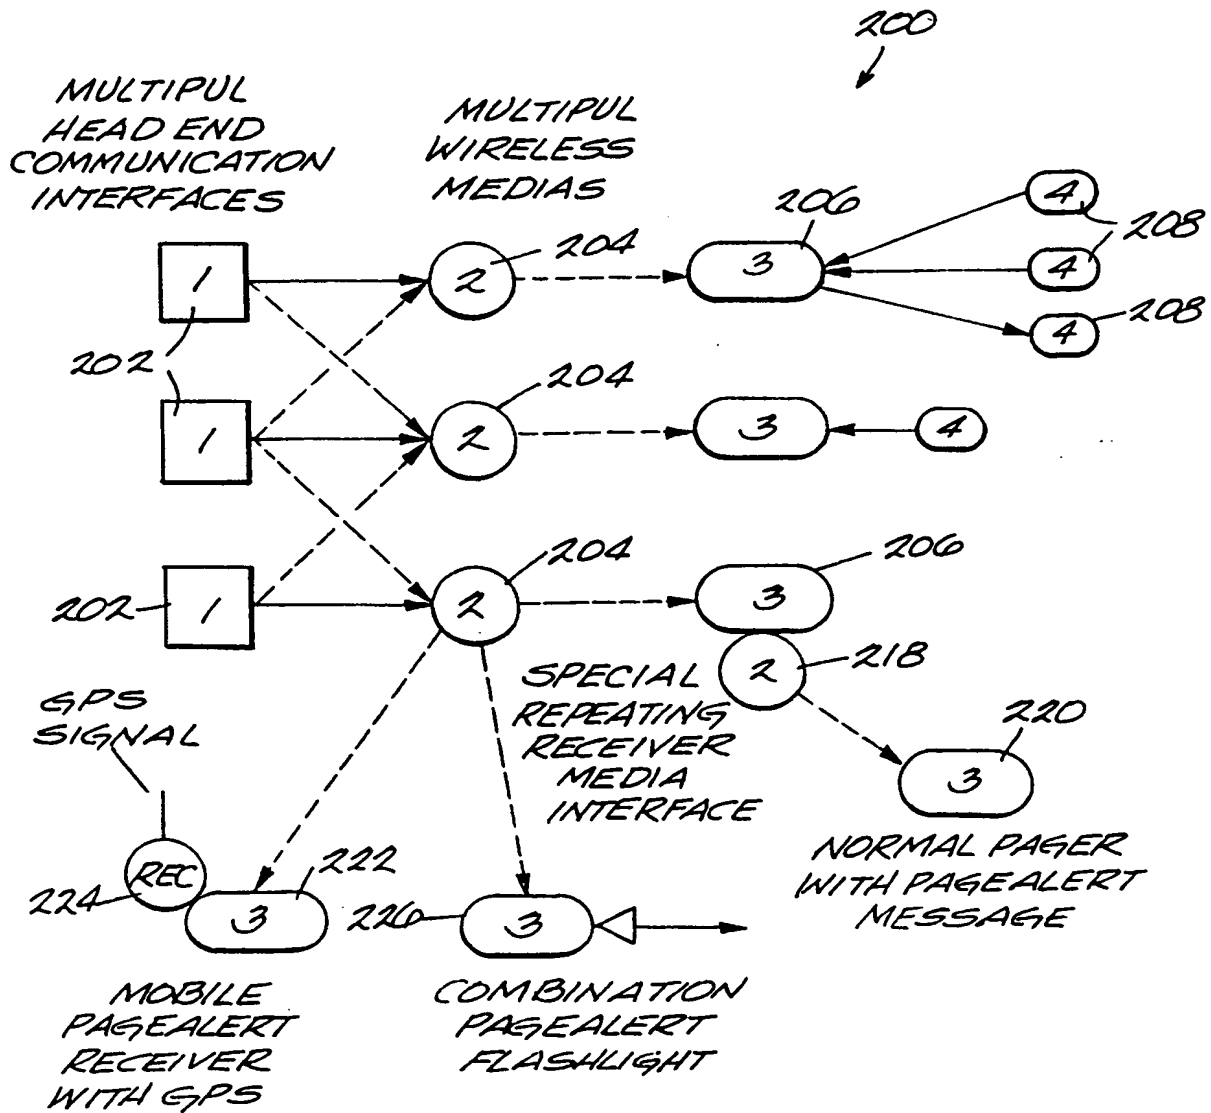 200
MULTIPUL
HEAD END
COMMUNICATION
INTERFACES
MULTIPUL
WIRELESS
MEDIAS
1
202
1
202
1
2
204
2
204
2
204
3
206
4
4
208
4
208
3
4
3
206
2
218
SPECIAL
REPEATING
RECEIVER
MEDIA
INTERFACE
3
220
NORMAL PAGER
WITH PAGEALERT
MESSAGE
GPS
SIGNAL
REC
224
3
222
MOBILE
PAGEALERT
RECEIVER
WITH GPS
226
3
COMBINATION
PAGEALERT
FLASHLIGHT